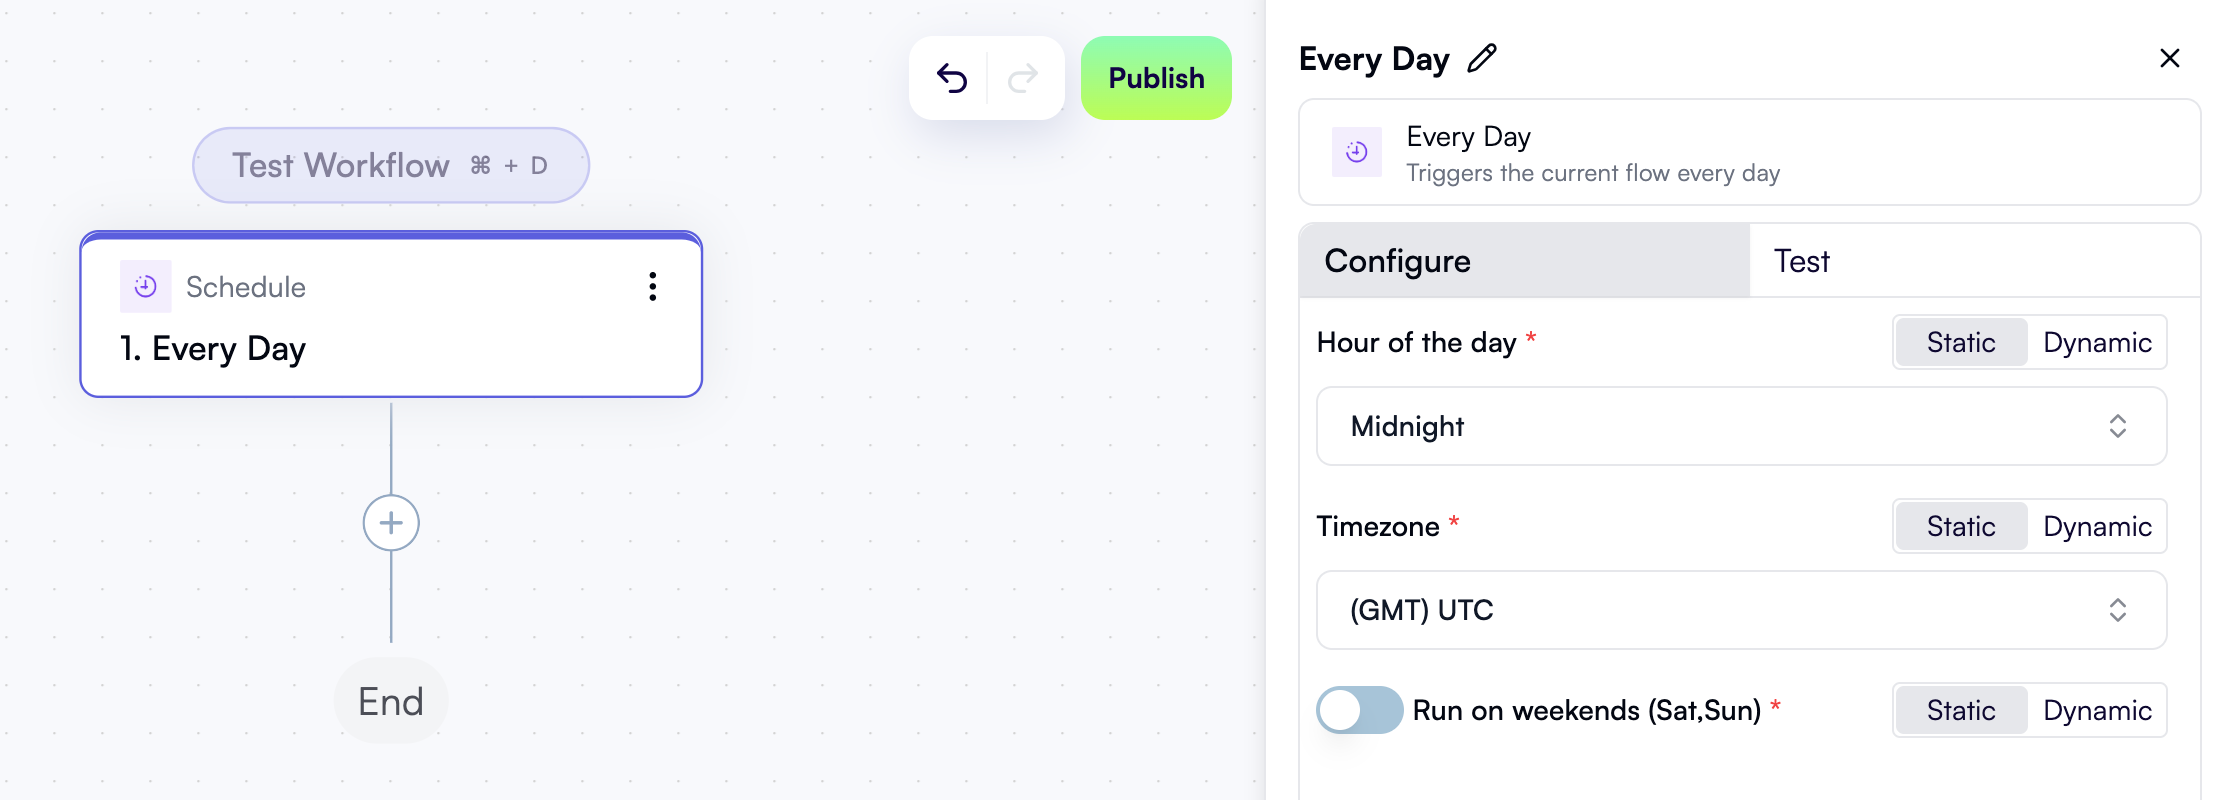 Publish
Test Workflow ⌘ + D
Schedule
1. Every Day
End
Every Day
Every Day
Triggers the current flow every day
Configure Test
Hour of the day * Static Dynamic
Midnight
Timezone * Static Dynamic
(GMT) UTC
Run on weekends (Sat,Sun) * Static Dynamic